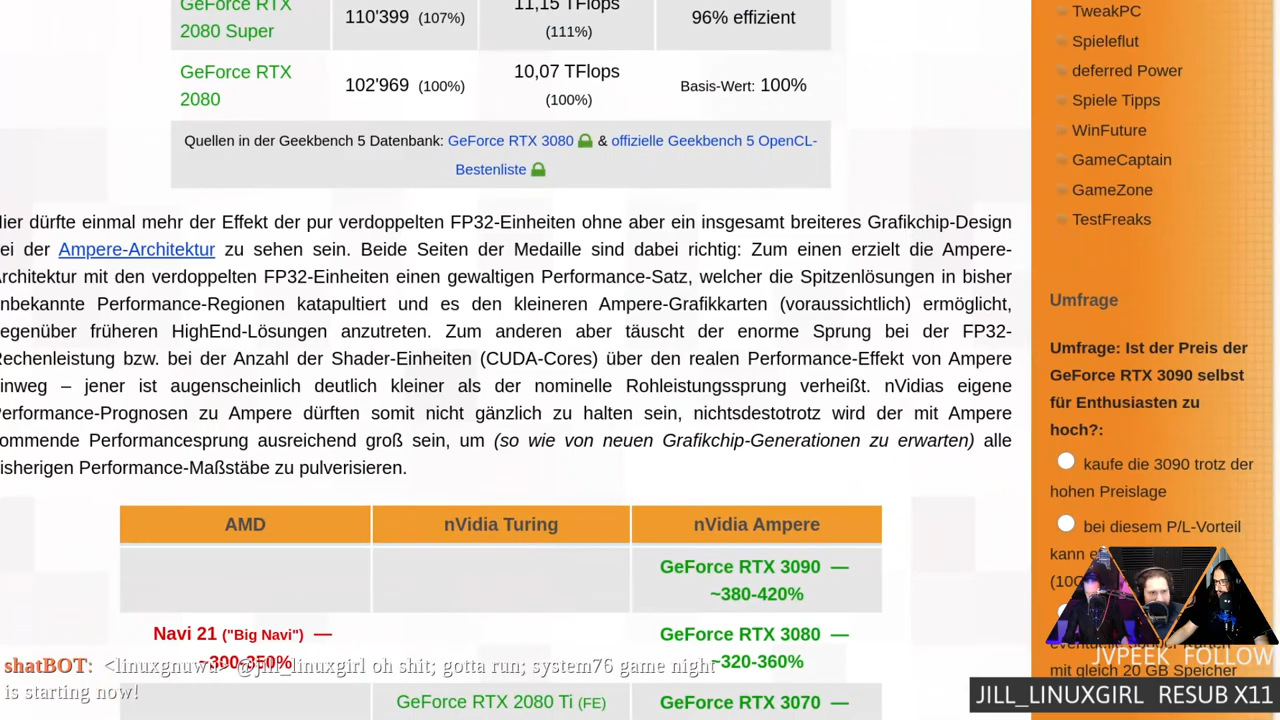 GeForce RTX
2080 Super
110'399 (107%)
11,15 TFlops
(111%)
96% effizient
GeForce RTX
2080
102'969 (100%)
10,07 TFlops
(100%)
Basis-Wert: 100%
Quellen in der Geekbench 5 Datenbank: GeForce RTX 3080 & offizielle Geekbench 5 OpenCL-
Bestenliste
ier dürfte einmal mehr der Effekt der pur verdoppelten FP32-Einheiten ohne aber ein insgesamt breiteres Grafikchip-Design
ei der Ampere-Architektur zu sehen sein. Beide Seiten der Medaille sind dabei richtig: Zum einen erzielt die Ampere-
rchitektur mit den verdoppelten FP32-Einheiten einen gewaltigen Performance-Satz, welcher die Spitzenlösungen in bisher
nbekannte Performance-Regionen katapultiert und es den kleineren Ampere-Grafikkarten (voraussichtlich) ermöglicht,
egenüber früheren HighEnd-Lösungen anzutreten. Zum anderen aber täuscht der enorme Sprung bei der FP32-
Rechenleistung bzw. bei der Anzahl der Shader-Einheiten (CUDA-Cores) über den realen Performance-Effekt von Ampere
inweg – jener ist augenscheinlich deutlich kleiner als der nominelle Rohleistungssprung verheißt. nVidias eigene
Performance-Prognosen zu Ampere dürften somit nicht gänzlich zu halten sein, nichtsdestotrotz wird der mit Ampere
ommende Performancesprung ausreichend groß sein, um (so wie von neuen Grafikchip-Generationen zu erwarten) alle
isherigen Performance-Maßstäbe zu pulverisieren.
AMD
nVidia Turing
nVidia Ampere
GeForce RTX 3090 —
~380-420%
Navi 21 ("Big Navi") —
~300-350%
GeForce RTX 3080 —
~320-360%
GeForce RTX 2080 Ti (FE)
GeForce RTX 3070 —
TweakPC
Spieleflut
deferred Power
Spiele Tipps
WinFuture
GameCaptain
GameZone
TestFreaks
Umfrage
Umfrage: Ist der Preis der
GeForce RTX 3090 selbst
für Enthusiasten zu
hoch?:
kaufe die 3090 trotz der
hohen Preislage
bei diesem P/L-Vorteil
kann
mit gleich 20 GB Speicher
shatBOT: <linuxgnuwu> @jill_linuxgirl oh shit, gottam; system76 game night
is starting now!
JVPEEK FOLLOW
JILL_LINUXGIRL RESUB X11